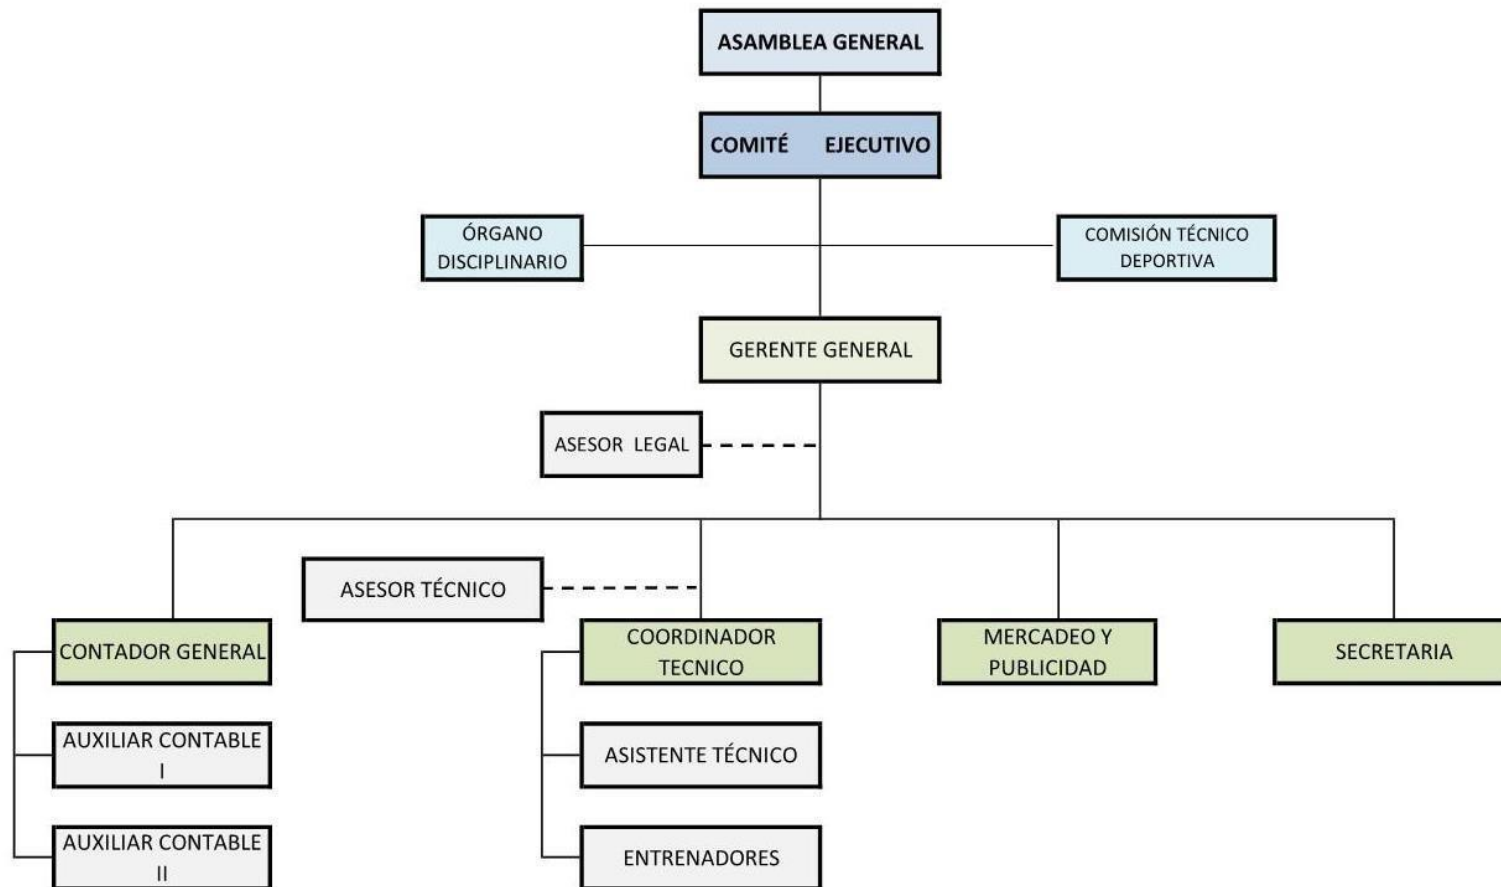 ASAMBLEA GENERAL
COMITÉ EJECUTIVO
ÓRGANO
DISCIPLINARIO
COMISIÓN TÉCNICO
DEPORTIVA
GERENTE GENERAL
ASESOR LEGAL
ASESOR TÉCNICO
CONTADOR GENERAL
COORDINADOR
TECNICO
MERCADEO Y
PUBLICIDAD
SECRETARIA
AUXILIAR CONTABLE
I
ASISTENTE TÉCNICO
AUXILIAR CONTABLE
II
ENTRENADORES